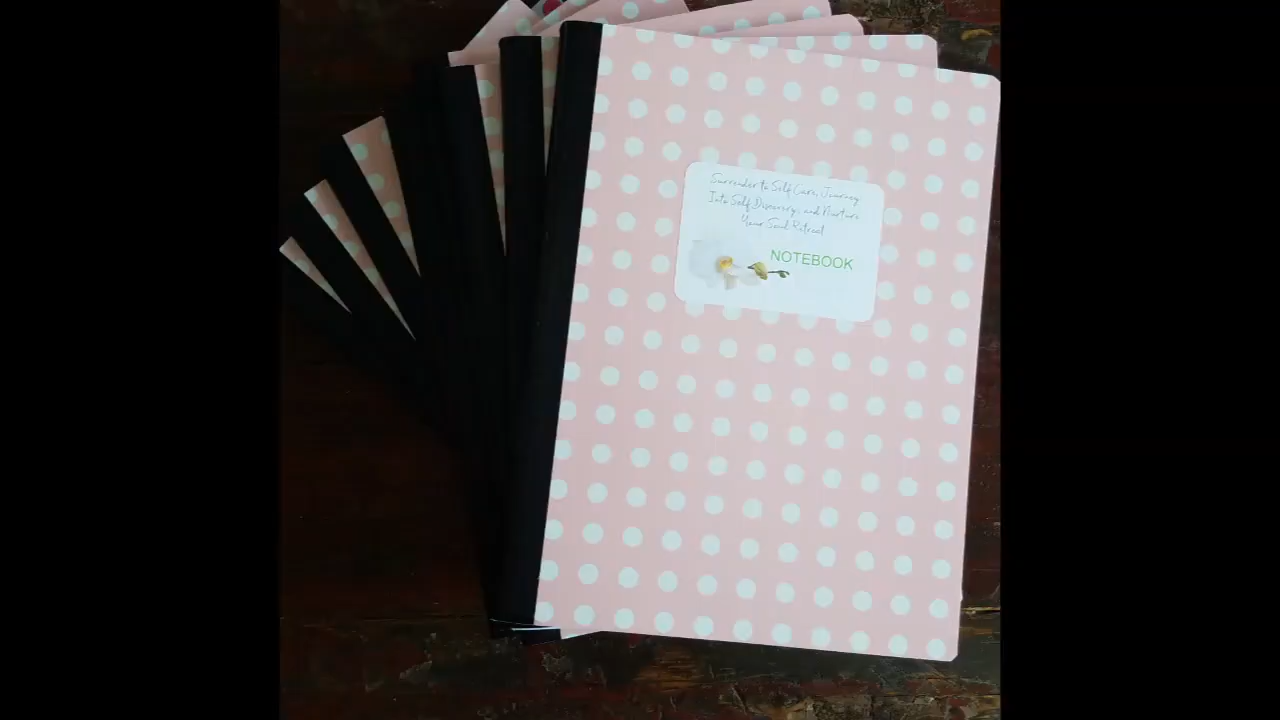 Surrender to Self Care, Journey
Into Self Discovery, and Nurture
Your Soul Retreat
NOTEBOOK